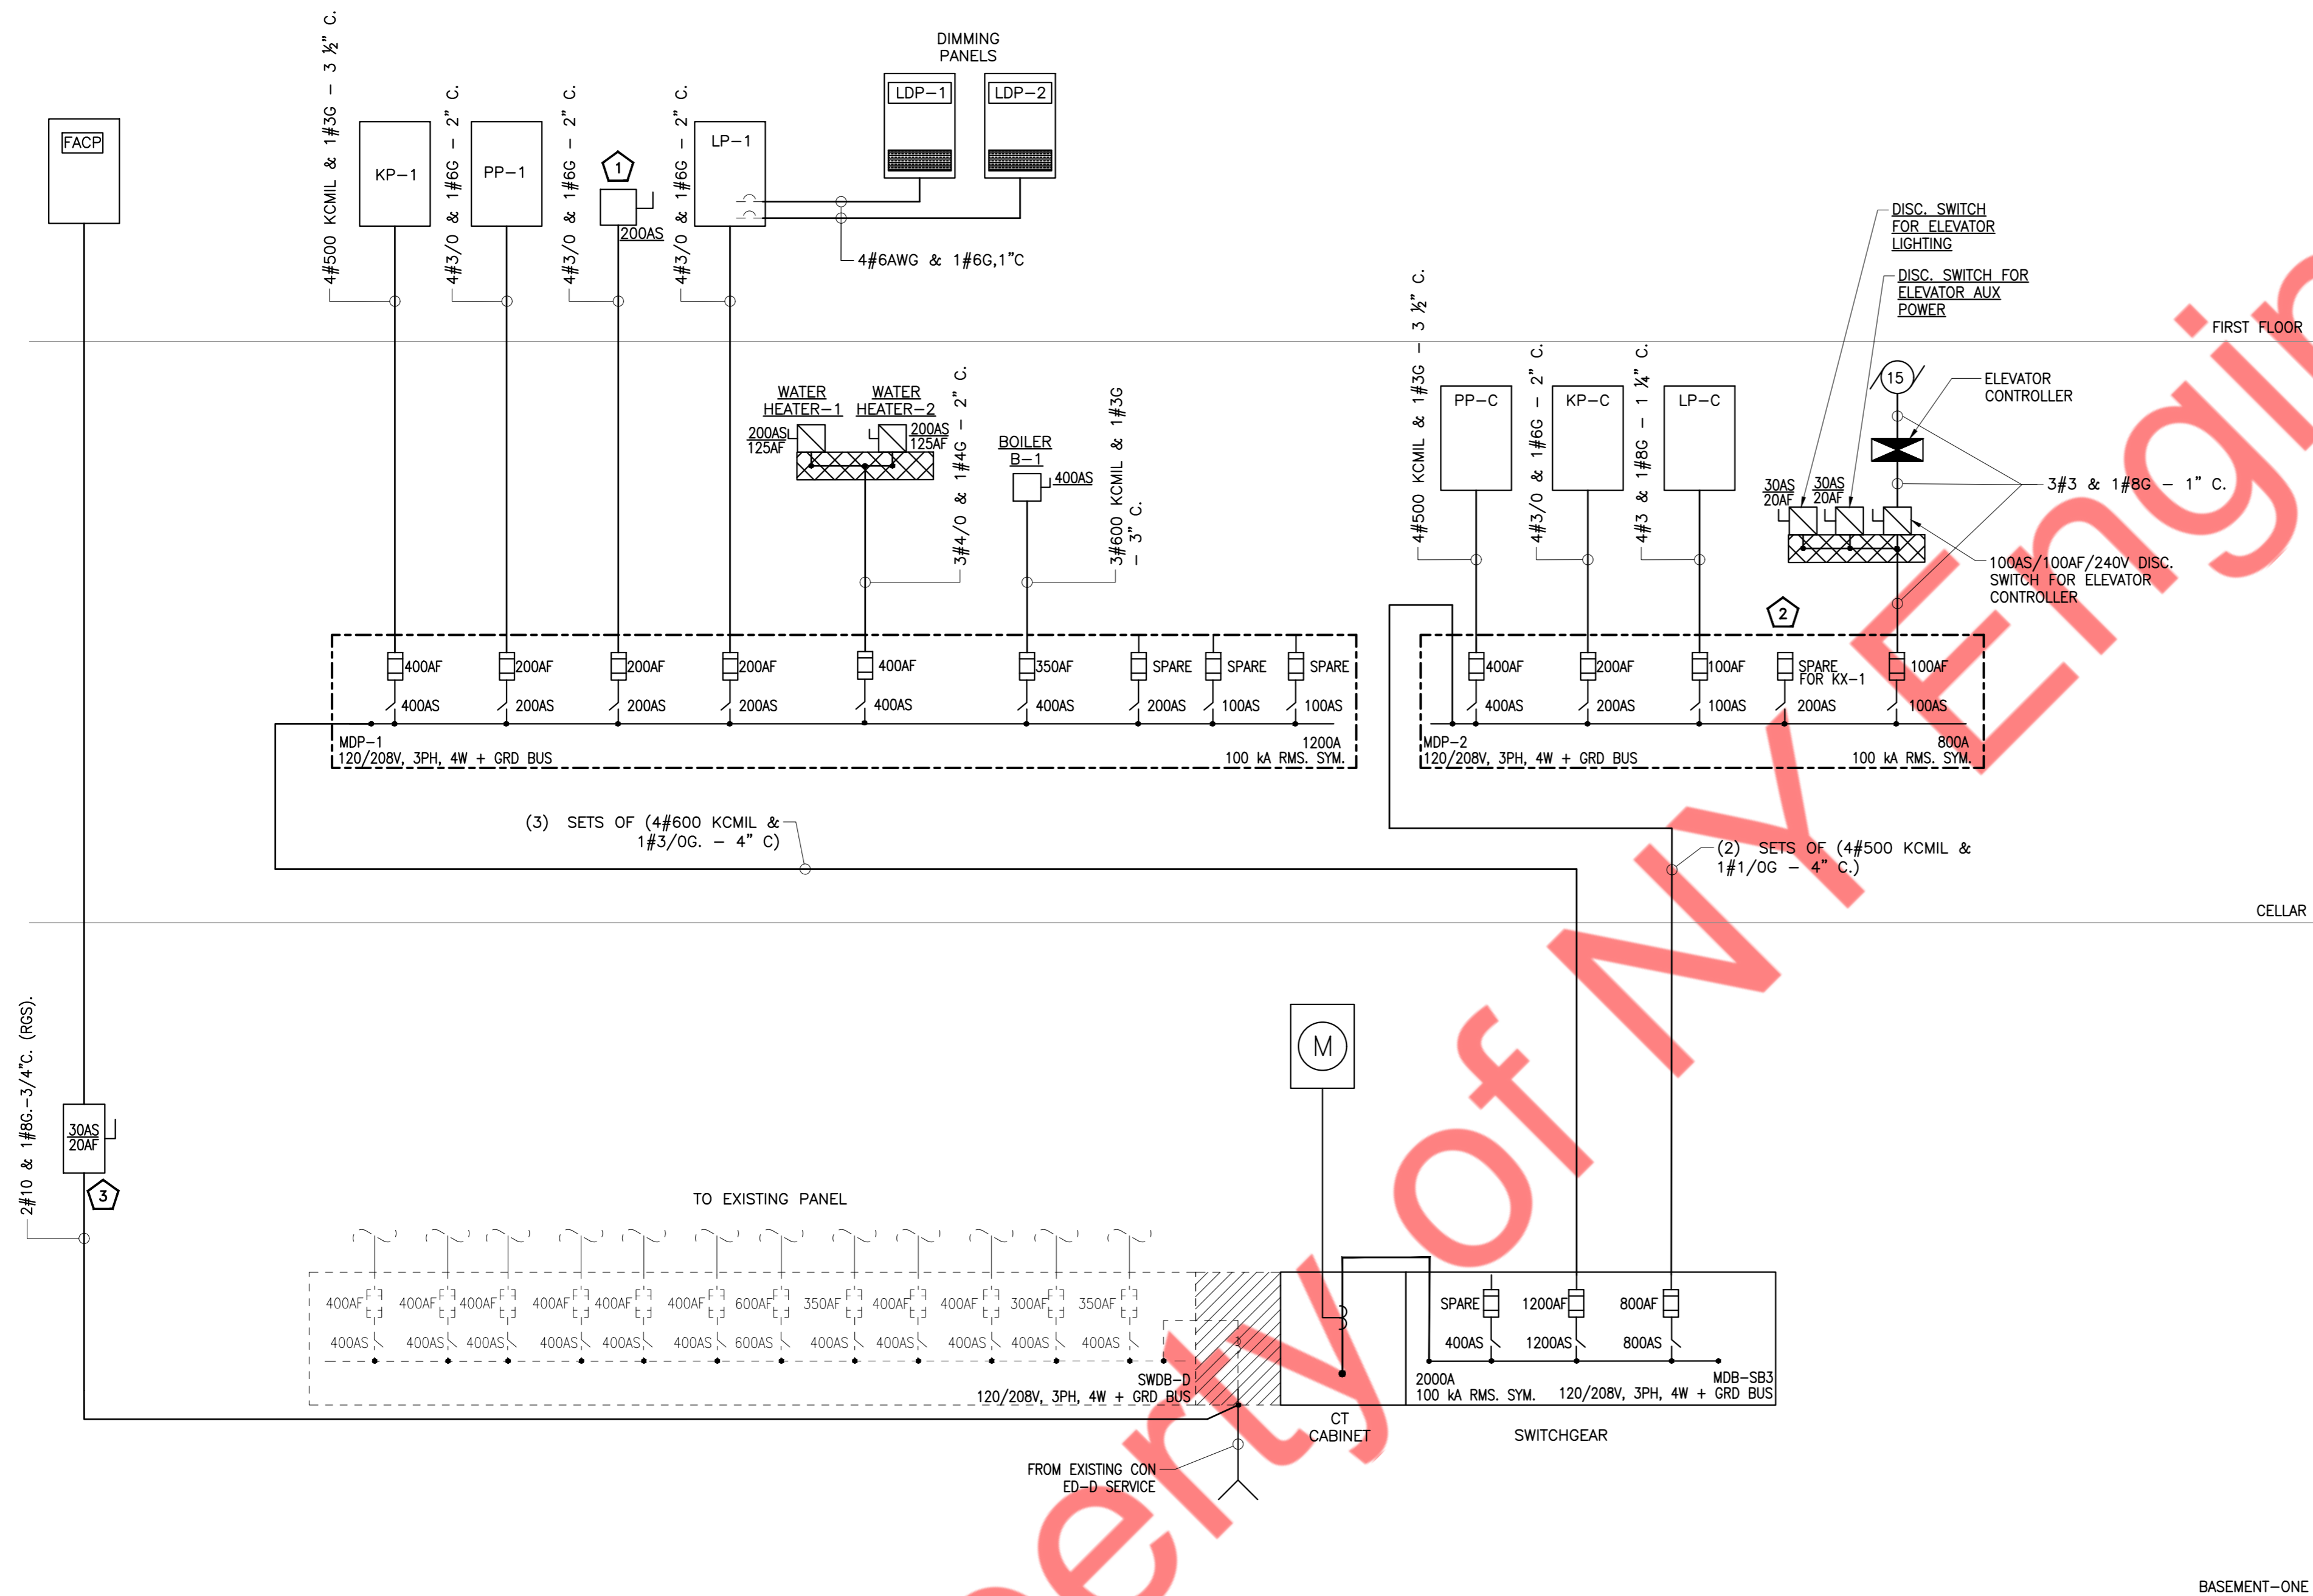 DIMMING
PANELS
LDP-1
LDP-2
FACP
4#500 KCMIL & 1#3G - 3 ½" C.
KP-1
4#3/0 & 1#6G - 2" C.
PP-1
4#3/0 & 1#6G - 2" C.
1
200AS
4#3/0 & 1#6G - 2" C.
LP-1
4#6AWG & 1#6G,1"C
DISC. SWITCH
FOR ELEVATOR
LIGHTING
DISC. SWITCH FOR
ELEVATOR AUX
POWER
FIRST FLOOR
WATER
HEATER-1
WATER
HEATER-2
200AS
125AF
200AS
125AF
3#4/0 & 1#4G - 2" C.
BOILER
B-1
400AS
3#600 KCMIL & 1#3G
- 3" C.
4#500 KCMIL & 1#3G - 3 ½" C.
PP-C
4#3/0 & 1#6G - 2" C.
KP-C
4#3 & 1#8G - 1 ¼" C.
LP-C
15
ELEVATOR
CONTROLLER
3#3 & 1#8G - 1" C.
30AS
20AF
30AS
20AF
100AS/100AF/240V DISC.
SWITCH FOR ELEVATOR
CONTROLLER
2
400AF
200AF
200AF
200AF
400AF
350AF
SPARE
SPARE
SPARE
400AS
200AS
200AS
200AS
400AS
400AS
200AS
100AS
100AS
MDP-1
120/208V, 3PH, 4W + GRD BUS
1200A
100 kA RMS. SYM.
400AF
200AF
100AF
SPARE
FOR KX-1
100AF
400AS
200AS
100AS
200AS
100AS
MDP-2
120/208V, 3PH, 4W + GRD BUS
800A
100 kA RMS. SYM.
(3) SETS OF (4#600 KCMIL &
1#3/0G. - 4" C)
(2) SETS OF (4#500 KCMIL &
1#1/0G - 4" C.)
CELLAR
2#10 & 1#8G.-3/4"C. (RGS).
30AS
20AF
3
M
TO EXISTING PANEL
400AF
400AF
400AF
400AF
400AF
400AF
600AF
350AF
400AF
400AF
300AF
350AF
400AS
400AS
400AS
400AS
400AS
400AS
600AS
400AS
400AS
400AS
400AS
400AS
SWDB-D
120/208V, 3PH, 4W + GRD BUS
SPARE
1200AF
800AF
400AS
1200AS
800AS
2000A
100 kA RMS. SYM.
MDB-SB3
120/208V, 3PH, 4W + GRD BUS
CT
CABINET
SWITCHGEAR
FROM EXISTING CON
ED-D SERVICE
BASEMENT-ONE
erty of NY Engin